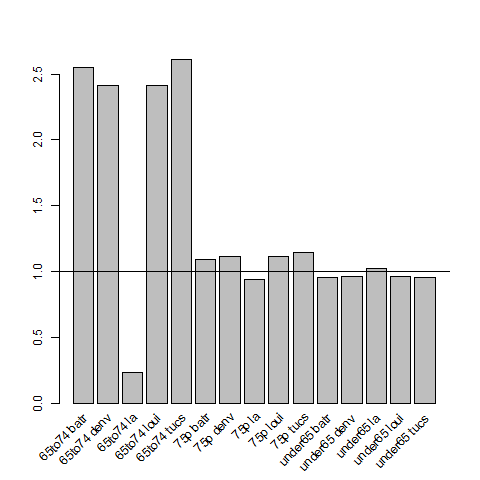 2.5
2.0
1.5
1.0
0.5
0.0
65to74 batr
65to74 denv
65to74 la
65to74 loui
65to74 tucs
75p batr
75p denv
75p la
75p loui
75p tucs
under65 batr
under65 denv
under65 la
under65 loui
under65 tucs